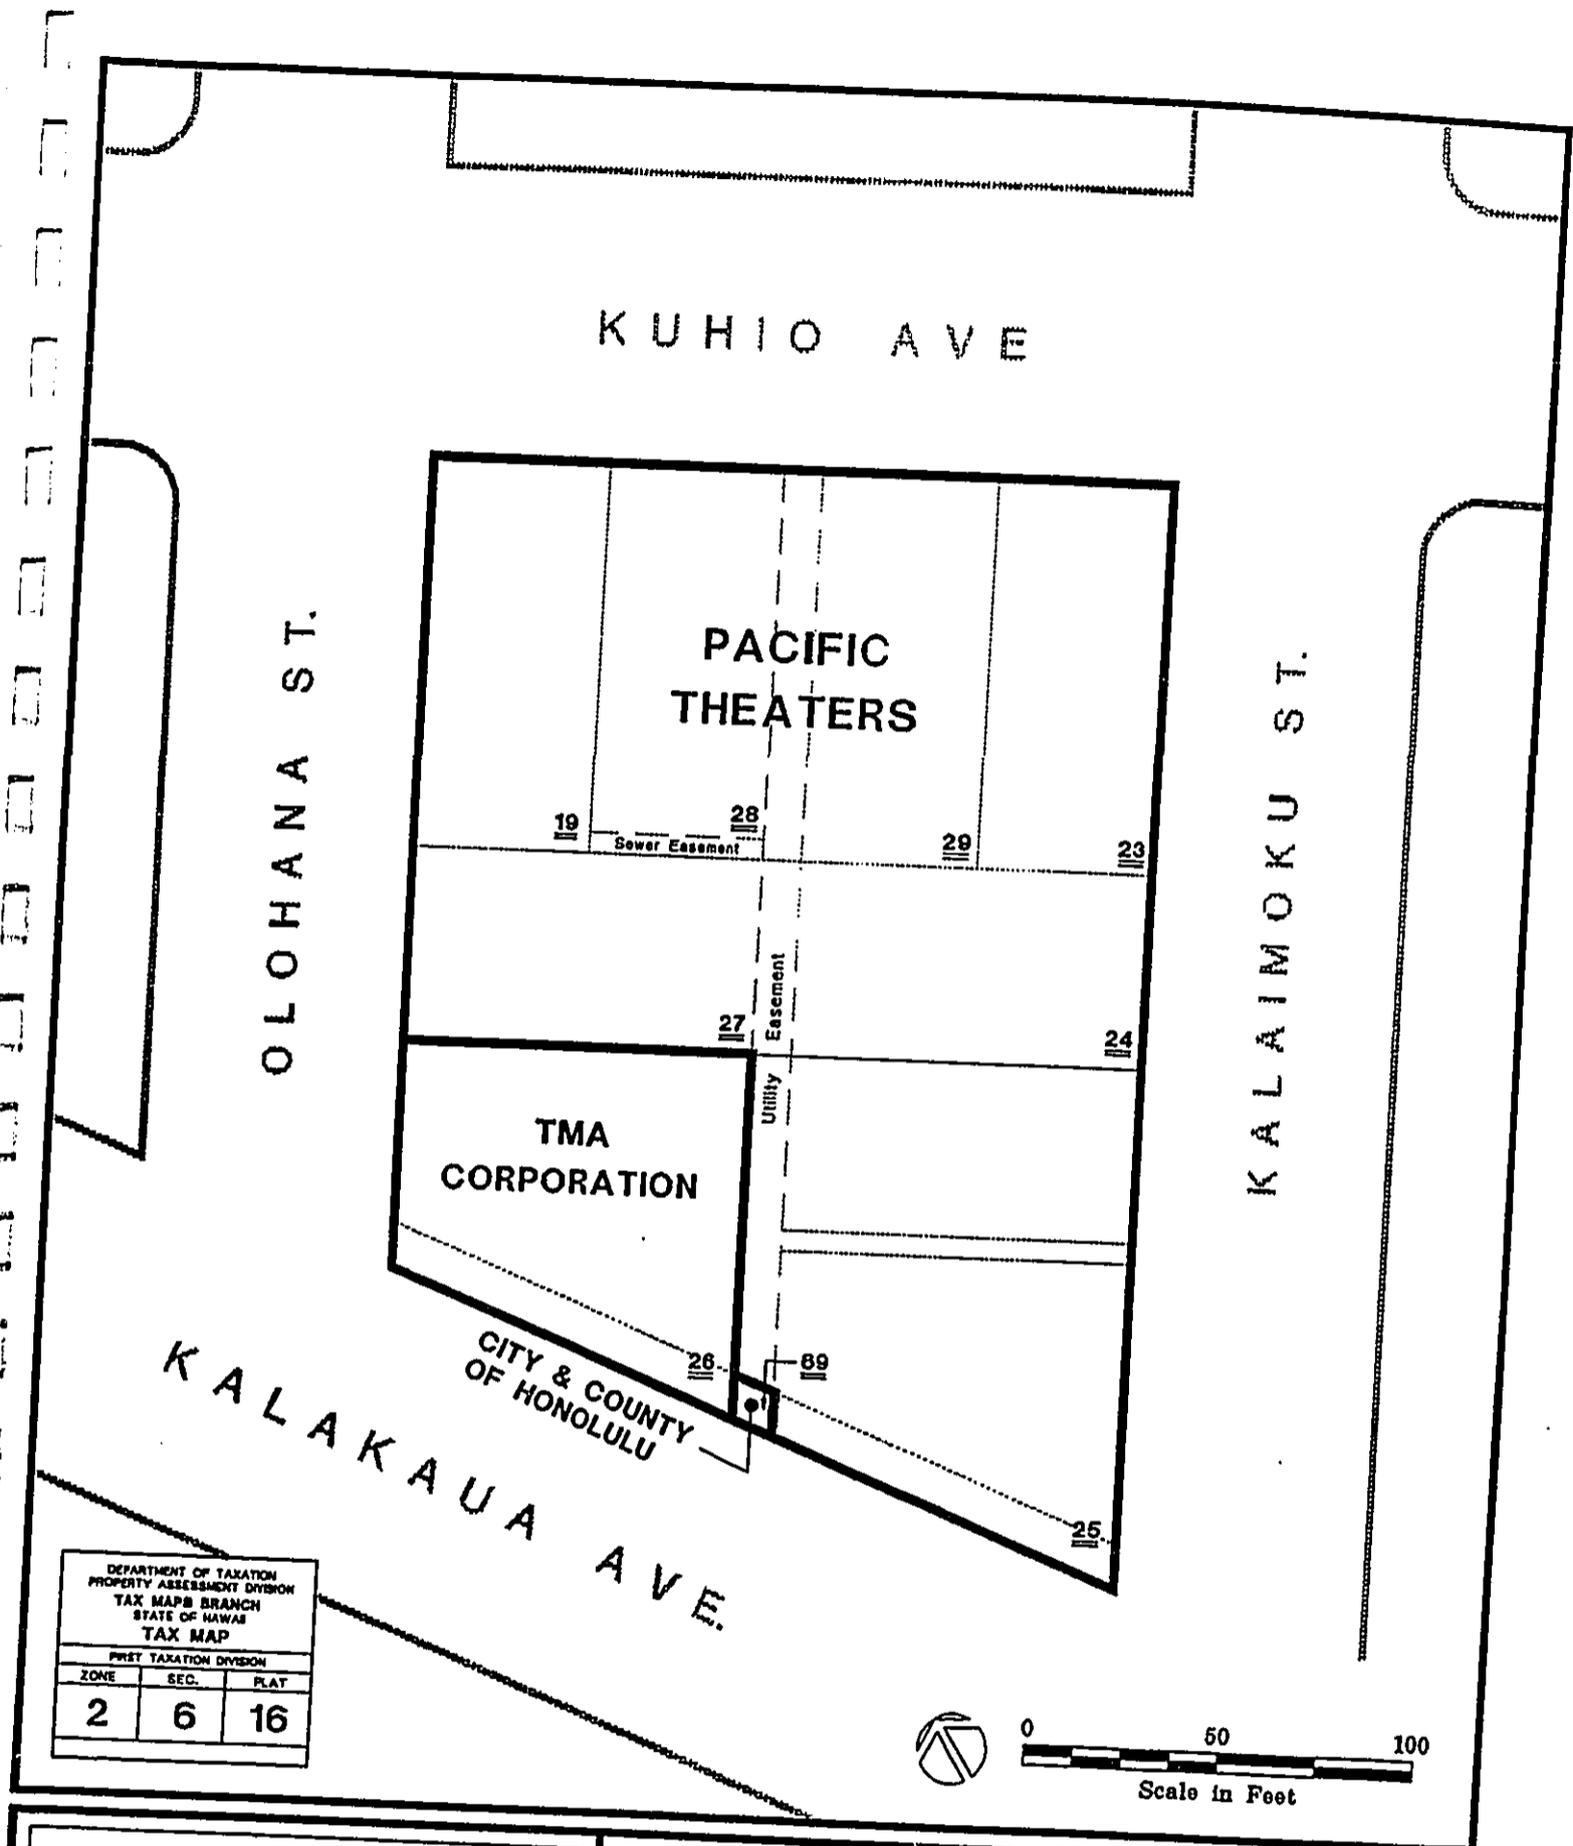 KUHIO AVE
OLOHANA ST.
KALAIMOKU ST.
PACIFIC
THEATERS
19
28
29
23
Sewer Easement
27
24
Utility Easement
TMA
CORPORATION
26
69
CITY & COUNTY
OF HONOLULU
25
KALAKAUA AVE.
DEPARTMENT OF TAXATION
PROPERTY ASSESSMENT DIVISION
TAX MAPS BRANCH
STATE OF HAWAII
TAX MAP
FIRST TAXATION DIVISION
ZONE SEC. PLAT
2 6 16
0 50 100
Scale in Feet